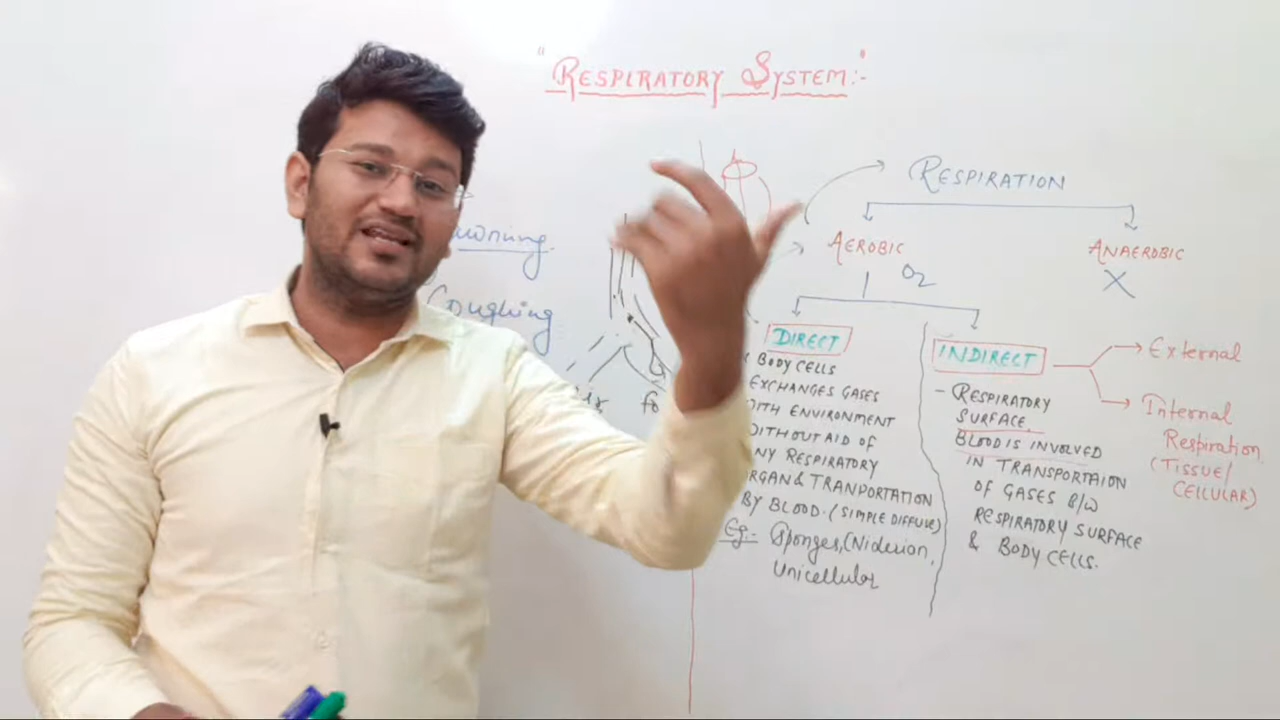 "RESPIRATORY SYSTEM:-"
RESPIRATION
AEROBIC
O2
ANAEROBIC
X
Coughing
DIRECT
BODY CELLS
EXCHANGES GASES
WITH ENVIRONMENT
WITHOUT AID OF
ANY RESPIRATORY
ORGAN & TRANPORTATION
BY BLOOD. (SIMPLE DIFFUSE)
Eg:- Sponges, Cniderion,
Unicellular
INDIRECT
- RESPIRATORY
SURFACE.
BLOOD IS INVOLVED
IN TRANSPORTAION
OF GASES B/W
RESPIRATORY SURFACE
& BODY CELLS.
External
Internal
Respiration
(TISSUE/
CELLULAR)